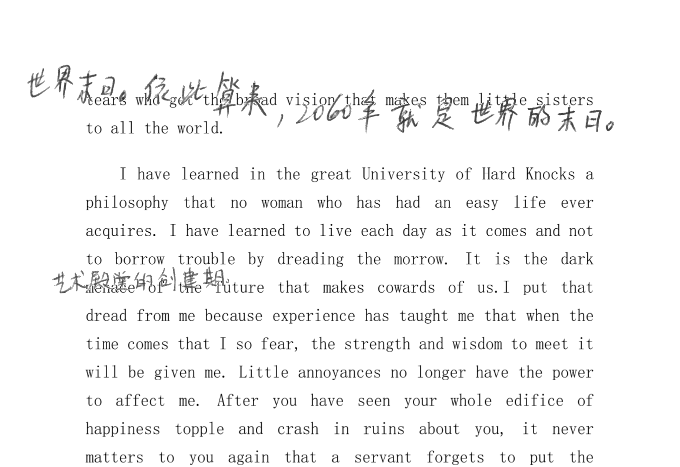 世界末日。依此算来，2060年就是世界的末日。
tears who get the broad vision that makes them little sisters
to all the world.
I have learned in the great University of Hard Knocks a
philosophy that no woman who has had an easy life ever
acquires. I have learned to live each day as it comes and not
to borrow trouble by dreading the morrow. It is the dark
艺术殿堂的创建期。
menace of the future that makes cowards of us.I put that
dread from me because experience has taught me that when the
time comes that I so fear, the strength and wisdom to meet it
will be given me. Little annoyances no longer have the power
to affect me. After you have seen your whole edifice of
happiness topple and crash in ruins about you, it never
matters to you again that a servant forgets to put the